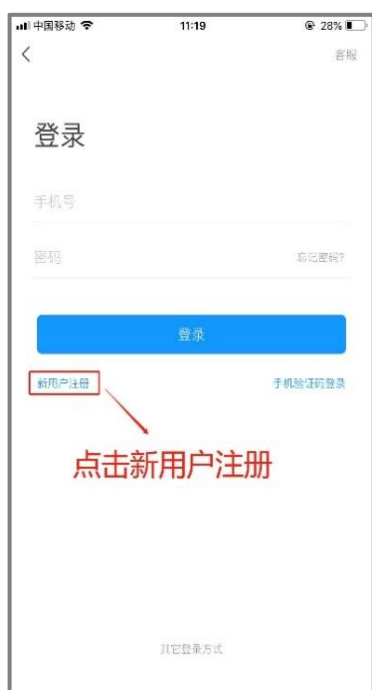 中国移动 11:19 28%
客服
登录
手机号
密码 忘记密码?
登录
新用户注册 手机验证码登录
点击新用户注册
其它登录方式